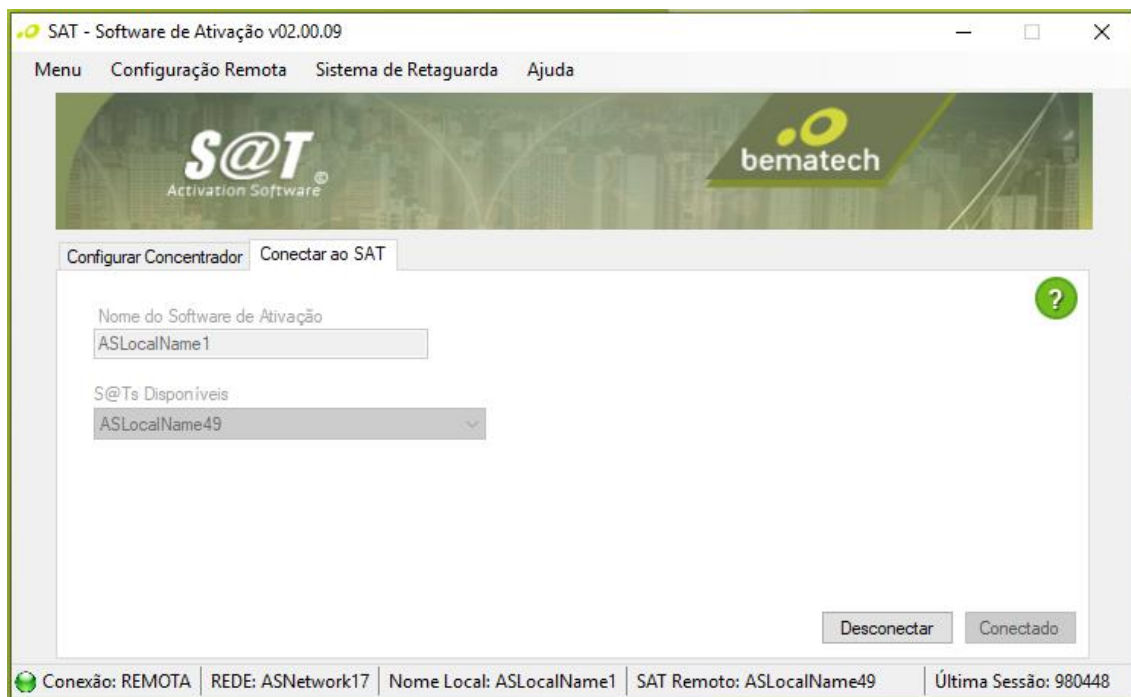 SAT - Software de Ativação v02.00.09
Menu Configuração Remota Sistema de Retaguarda Ajuda
S@T
Activation Software ©
bematech
Configurar Concentrador Conectar ao SAT
?
Nome do Software de Ativação
ASLocalName1
S@Ts Disponíveis
ASLocalName49
Desconectar Conectado
Conexão: REMOTA REDE: ASNetwork17 Nome Local: ASLocalName1 SAT Remoto: ASLocalName49 Última Sessão: 980448